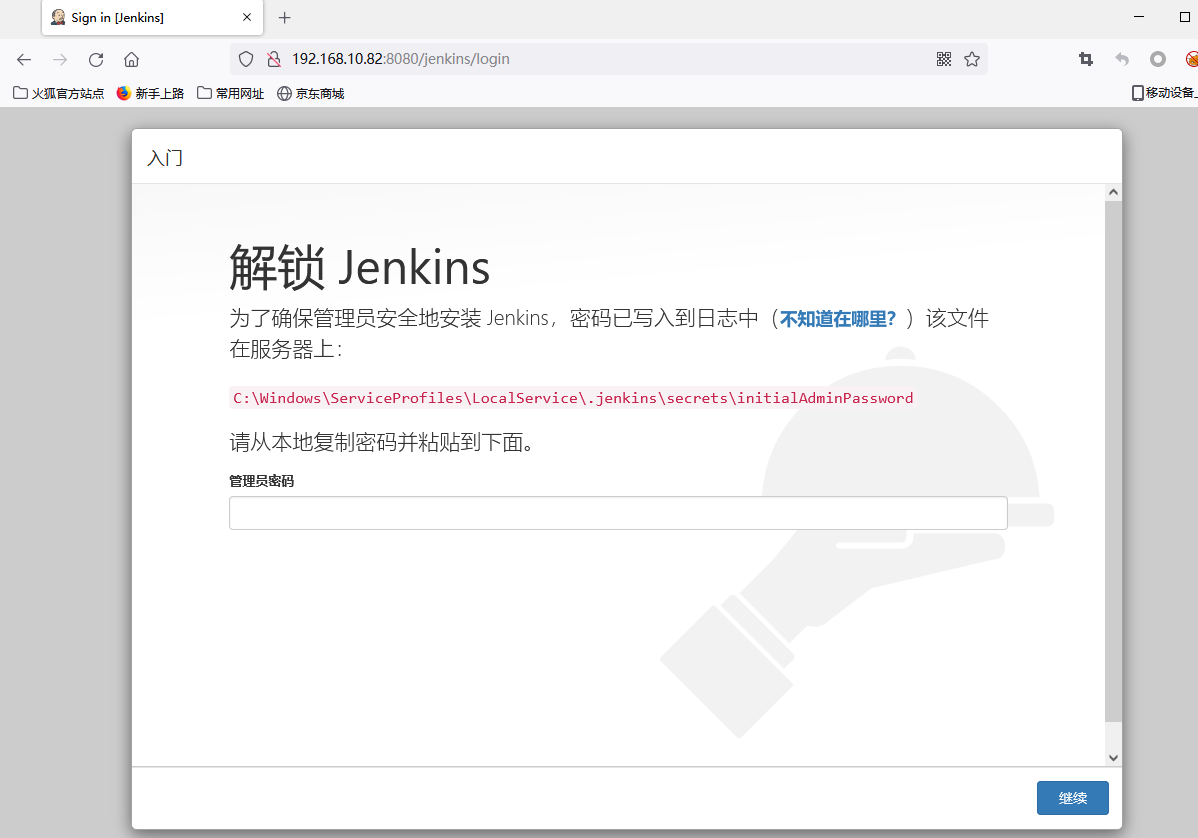 Sign in [Jenkins]
192.168.10.82:8080/jenkins/login
火狐官方站点 新手上路 常用网址 京东商城 移动设备
入门
解锁 Jenkins
为了确保管理员安全地安装 Jenkins，密码已写入到日志中（不知道在哪里？）该文件
在服务器上：
C:\Windows\ServiceProfiles\LocalService\.jenkins\secrets\initialAdminPassword
请从本地复制密码并粘贴到下面。
管理员密码
继续